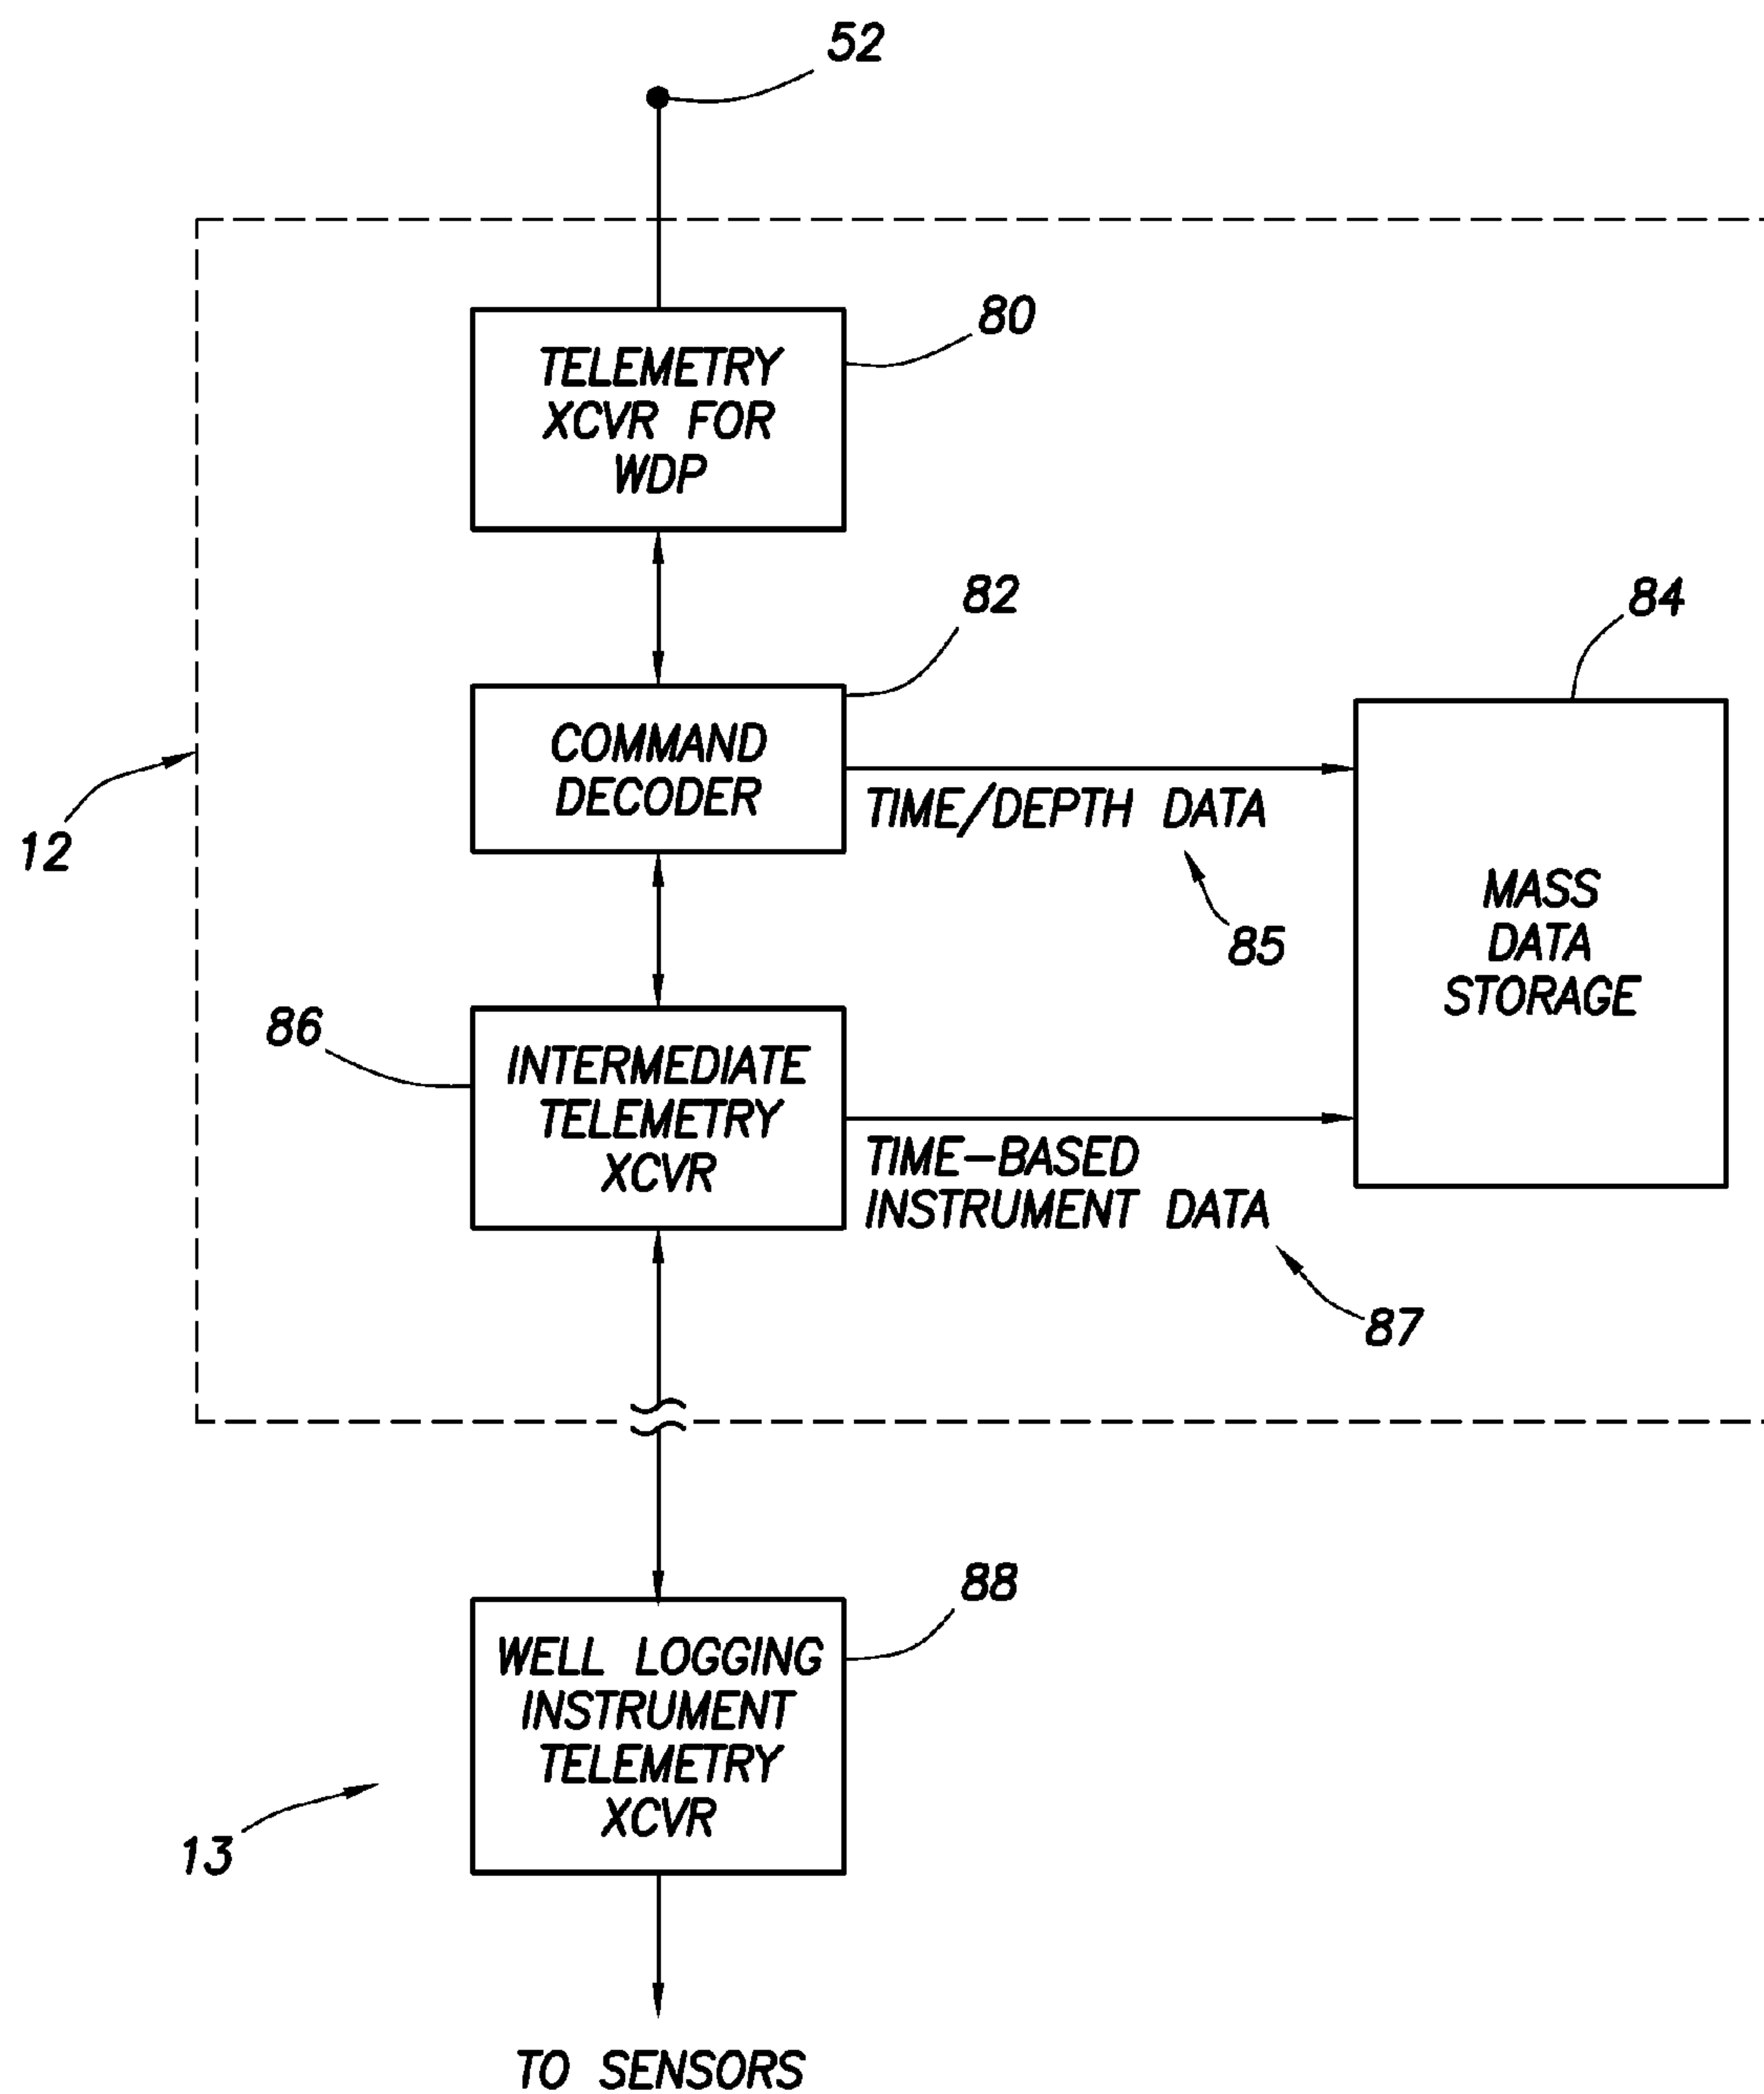 52
80
TELEMETRY
XCVR FOR
WDP
82
84
COMMAND
DECODER
TIME/DEPTH DATA
12
85
MASS
DATA
STORAGE
86
INTERMEDIATE
TELEMETRY
XCVR
TIME-BASED
INSTRUMENT DATA
87
88
WELL LOGGING
INSTRUMENT
TELEMETRY
XCVR
13
TO SENSORS